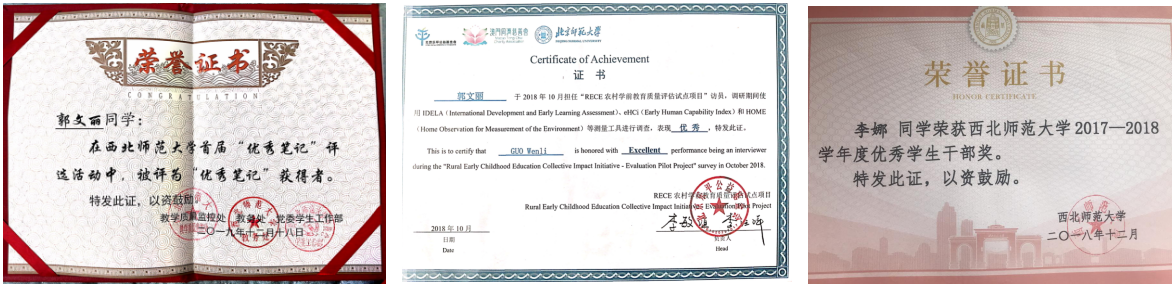 荣誉证书
CONGRATULATION
郭文丽同学：
在西北师范大学首届“优秀笔记”评
选活动中，被评为“优秀笔记”获得者。
特发此证，以资鼓励。
教学质量监控处 教务处 党委学生工作部
二〇一九年十二月十八日
北京师范大学
Certificate of Achievement
证 书
郭文丽 于 2018 年 10 月担任“RECE 农村学前教育质量评估试点项目”访员，调研期间使
用 IDELA（International Development and Early Learning Assessment）、eHCi（Early Human Capability Index）和 HOME
（Home Observation for Measurement of the Environment）等测量工具进行调查，表现 优 秀 ，特发此证。
This is to certify that GUO Wenli is honored with Excellent performance being an interviewer
during the "Rural Early Childhood Education Collective Impact Initiative - Evaluation Pilot Project" survey in October 2018.
RECE 农村学前教育质量评估试点项目
Rural Early Childhood Education Collective Impact Initiative - Evaluation Pilot Project
2018 年 10 月
日期
Date
负责人
Head
荣誉证书
HONOR CERTIFICATE
李娜 同学荣获西北师范大学2017—2018
学年度优秀学生干部奖。
特发此证，以资鼓励。
西北师范大学
二〇一八年十二月